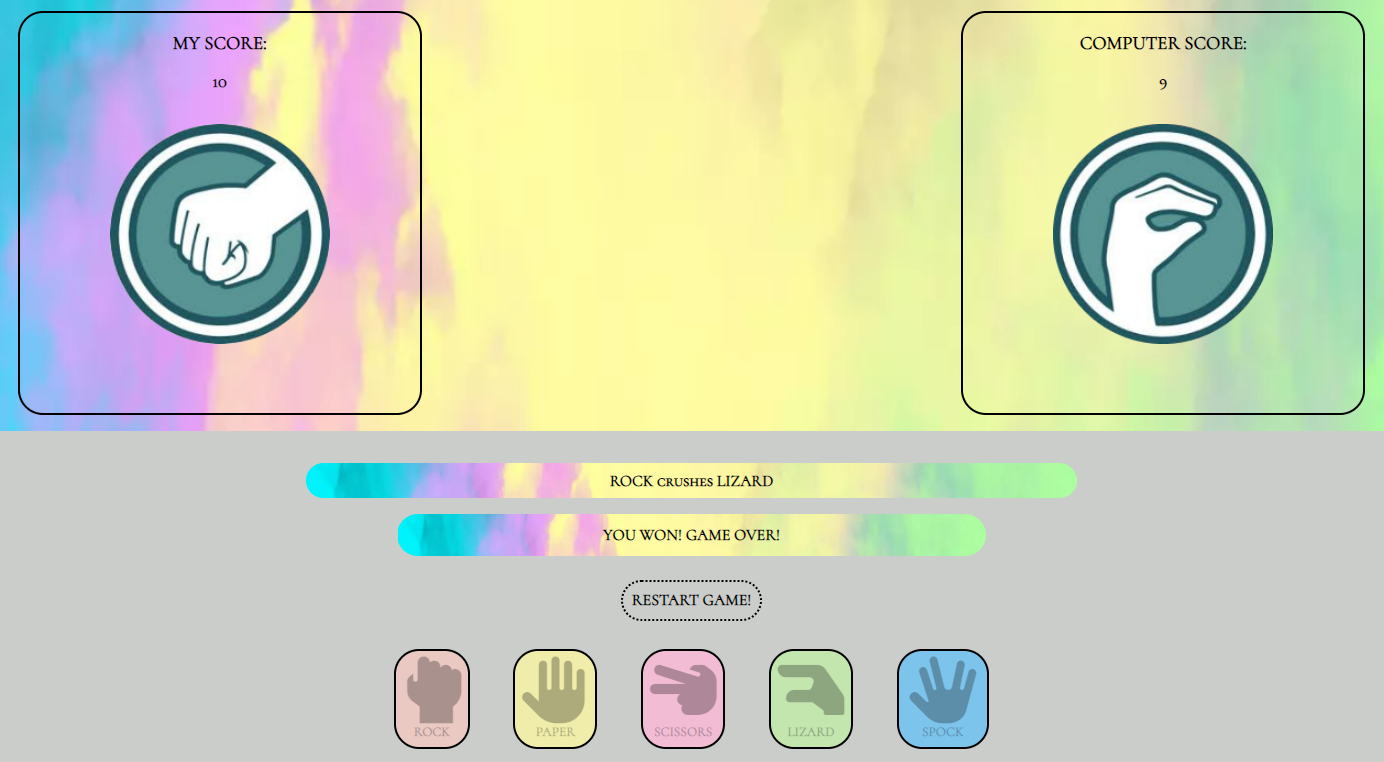 MY SCORE:
10
COMPUTER SCORE:
9
ROCK CRUSHES LIZARD
YOU WON! GAME OVER!
RESTART GAME!
ROCK
PAPER
SCISSORS
LIZARD
SPOCK